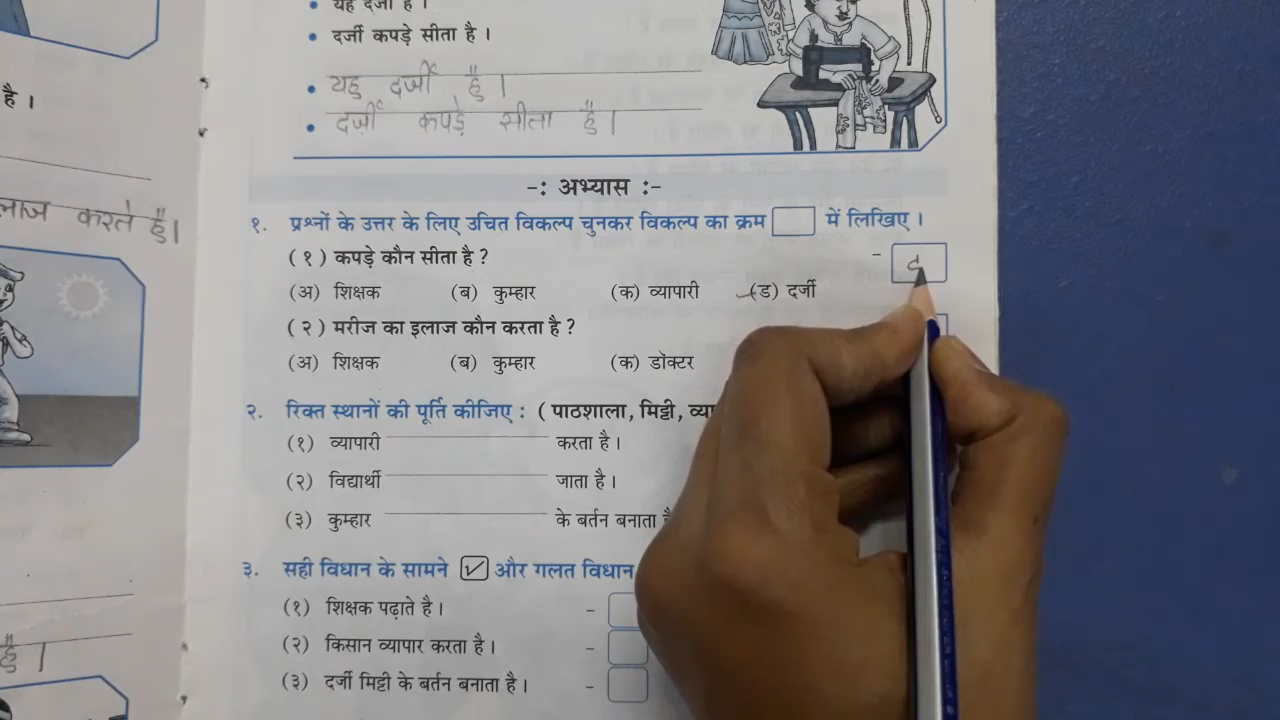 यह दर्जी है ।
दर्जी कपड़े सीता है ।
यह दर्जी है ।
दर्जी कपड़े सीता है ।
है ।
लाज करते है ।
है ।
-: अभ्यास :-
१. प्रश्नों के उत्तर के लिए उचित विकल्प चुनकर विकल्प का क्रम में लिखिए ।
(१) कपड़े कौन सीता है ? -
(अ) शिक्षक (ब) कुम्हार (क) व्यापारी (ड) दर्जी
(२) मरीज का इलाज कौन करता है ?
(अ) शिक्षक (ब) कुम्हार (क) डॉक्टर
२. रिक्त स्थानों की पूर्ति कीजिए : ( पाठशाला, मिट्टी,
(१) व्यापारी करता है ।
(२) विद्यार्थी जाता है ।
(३) कुम्हार के बर्तन बनाता
३. सही विधान के सामने ✓ और गलत विधान
(१) शिक्षक पढ़ाते है । -
(२) किसान व्यापार करता है । -
(३) दर्जी मिट्टी के बर्तन बनाता है । -